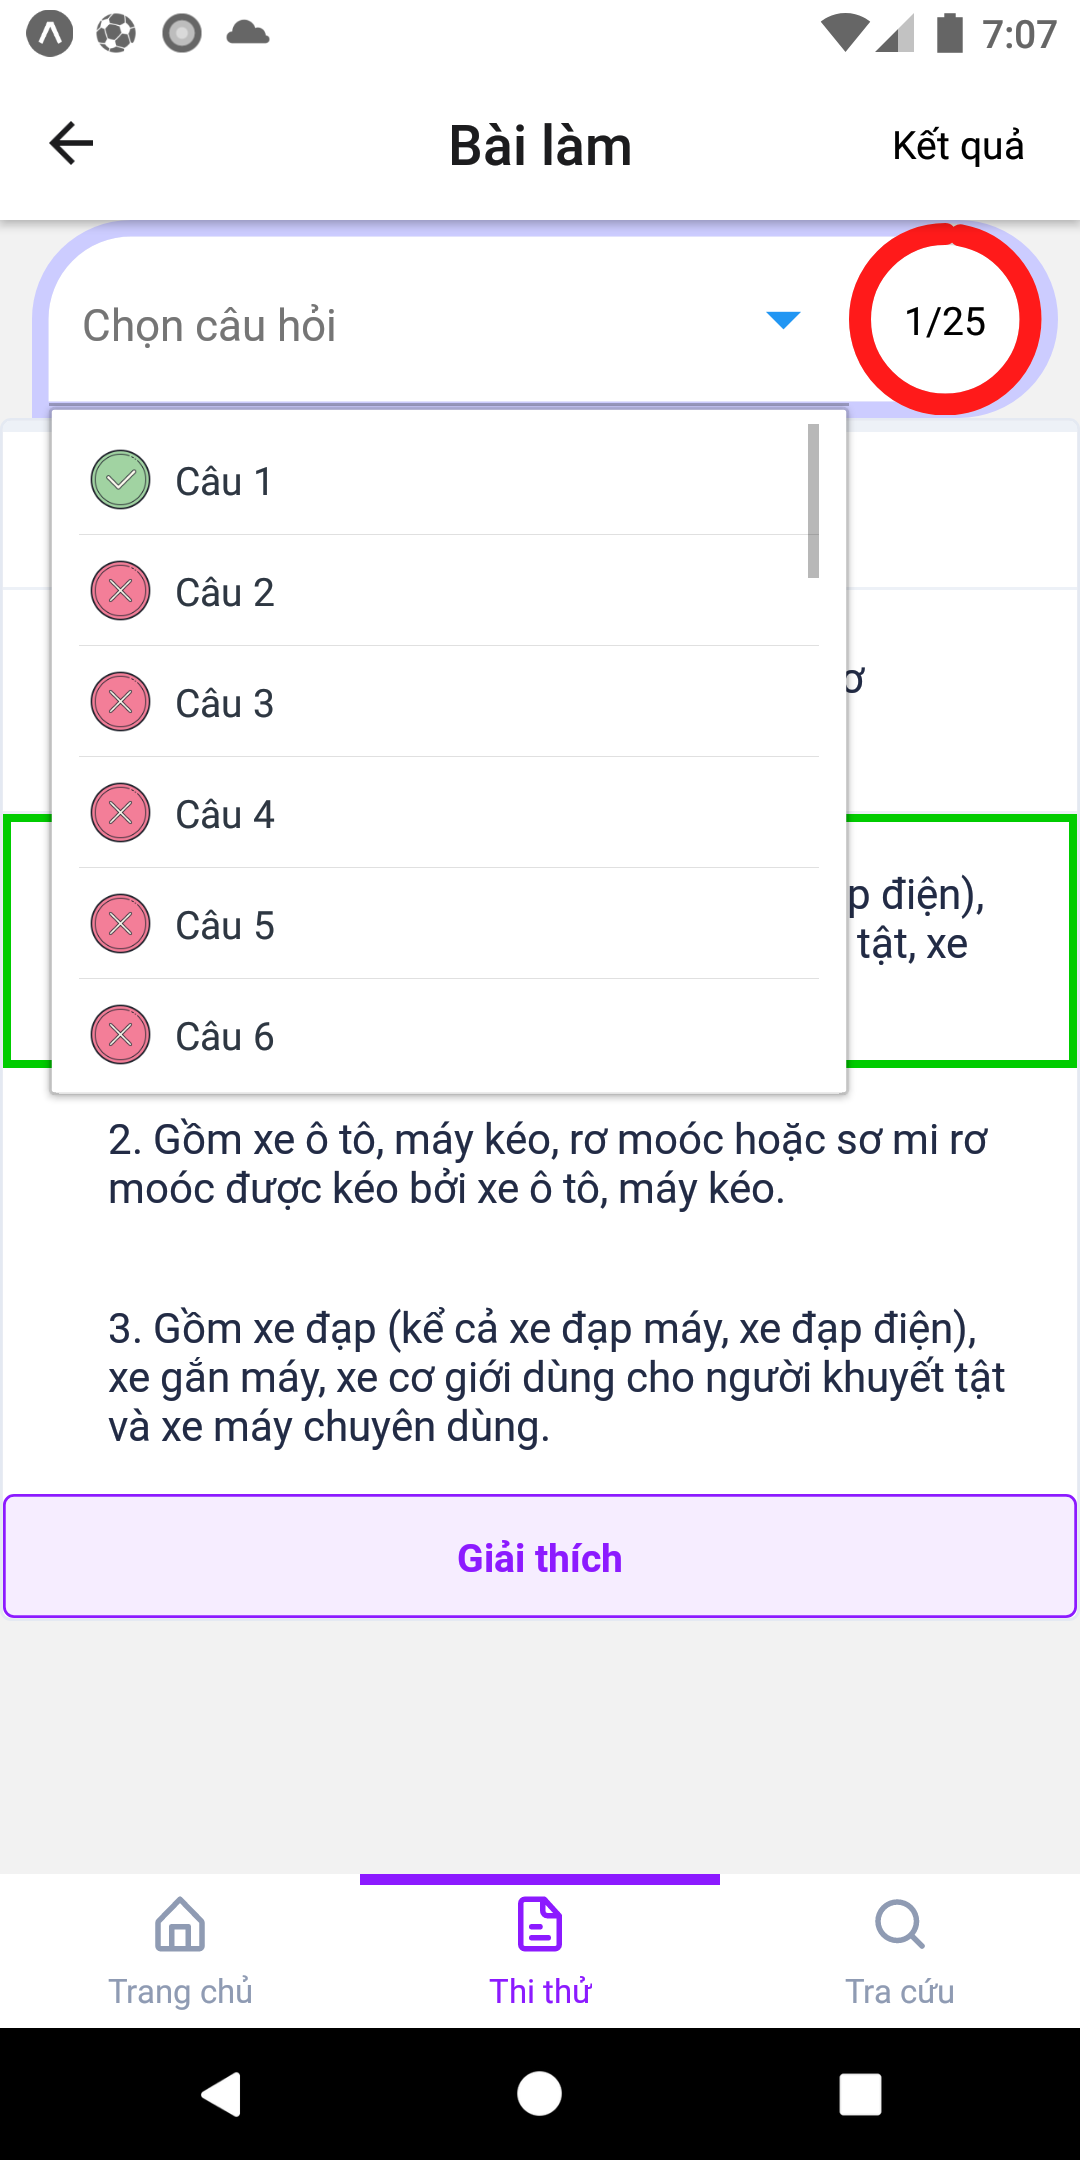 7:07
Bài làm
Kết quả
Chọn câu hỏi
1/25
Câu 1
Câu 2
Câu 3
ơ
Câu 4
Câu 5
p điện),
tật, xe
Câu 6
2. Gồm xe ô tô, máy kéo, rơ moóc hoặc sơ mi rơ
moóc được kéo bởi xe ô tô, máy kéo.
3. Gồm xe đạp (kể cả xe đạp máy, xe đạp điện),
xe gắn máy, xe cơ giới dùng cho người khuyết tật
và xe máy chuyên dùng.
Giải thích
Trang chủ
Thi thử
Tra cứu